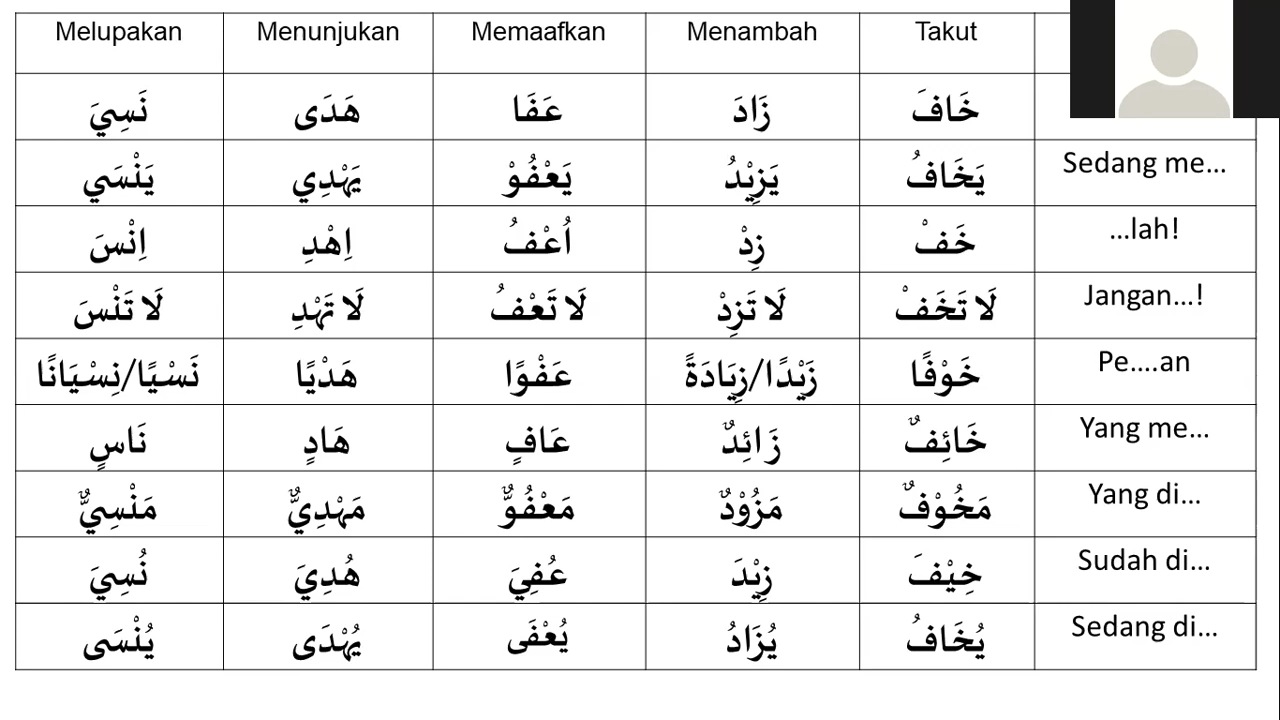 Melupakan Menunjukan Memaafkan Menambah Takut
نَسِيَ هَدَى عَفَا زَادَ خَافَ
يَنْسَي يَهْدِي يَعْفُوْ يَزِيْدُ يَخَافُ Sedang me...
اِنْسَ اِهْدِ اُعْفُ زِدْ خَفْ ...lah!
لَا تَنْسَ لَا تَهْدِ لَا تَعْفُ لَا تَزِدْ لَا تَخَفْ Jangan...!
نَسْيًا/نِسْيَانًا هَدْيًا عَفْوًا زَيْدًا/زِيَادَةً خَوْفًا Pe....an
نَاسٍ هَادٍ عَافٍ زَائِدٌ خَائِفٌ Yang me...
مَنْسِيٌّ مَهْدِيٌّ مَعْفُوٌّ مَزُوْدٌ مَخُوْفٌ Yang di...
نُسِيَ هُدِيَ عُفِيَ زِيْدَ خِيْفَ Sudah di...
يُنْسَى يُهْدَى يُعْفَى يُزَادُ يُخَافُ Sedang di...